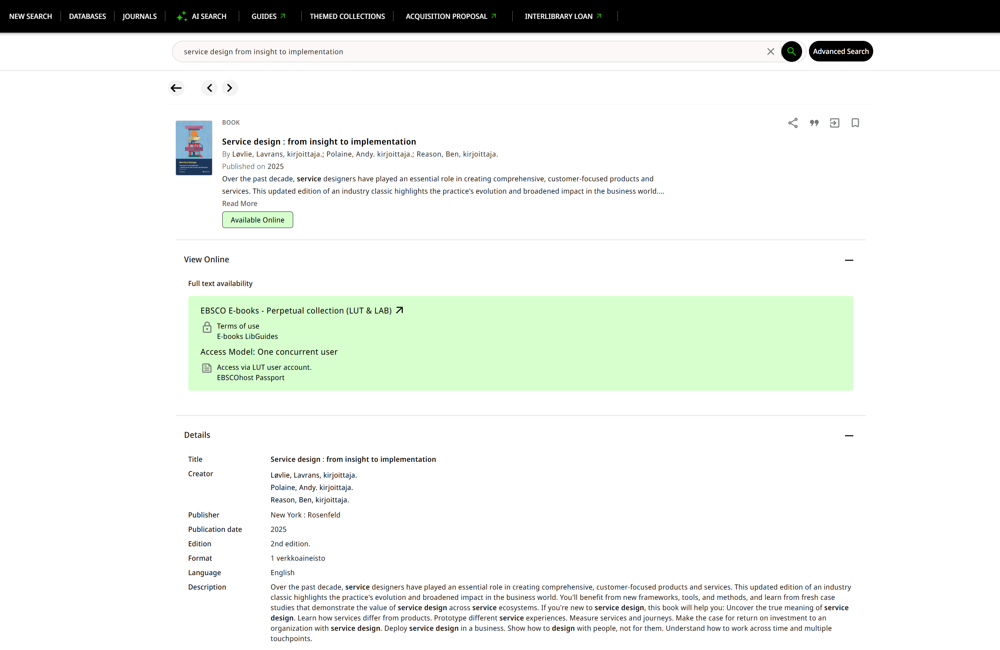 NEW SEARCH
DATABASES
JOURNALS
AI SEARCH
GUIDES
THEMED COLLECTIONS
ACQUISITION PROPOSAL
INTERLIBRARY LOAN
service design from insight to implementation
Advanced Search
BOOK
Service design : from insight to implementation
By Løvlie, Lavrans, kirjoittaja.; Polaine, Andy. kirjoittaja.; Reason, Ben, kirjoittaja.
Published on 2025
Over the past decade, service designers have played an essential role in creating comprehensive, customer-focused products and
services. This updated edition of an industry classic highlights the practice's evolution and broadened impact in the business world....
Read More
Available Online
Service Design
View Online
Full text availability
EBSCO E-books - Perpetual collection (LUT & LAB)
Terms of use
E-books LibGuides
Access Model: One concurrent user
Access via LUT user account.
EBSCOhost Passport
Details
Title
Service design : from insight to implementation
Creator
Løvlie, Lavrans, kirjoittaja.
Polaine, Andy. kirjoittaja.
Reason, Ben, kirjoittaja.
Publisher
New York : Rosenfeld
Publication date
2025
Edition
2nd edition.
Format
1 verkkoaineisto
Language
English
Description
Over the past decade, service designers have played an essential role in creating comprehensive, customer-focused products and services. This updated edition of an industry
classic highlights the practice's evolution and broadened impact in the business world. You'll benefit from new frameworks, tools, and methods, and learn from fresh case
studies that demonstrate the value of service design across service ecosystems. If you're new to service design, this book will help you: Uncover the true meaning of service
design. Learn how services differ from products. Prototype different service experiences. Measure services and journeys. Make the case for return on investment to an
organization with service design. Deploy service design in a business. Show how to design with people, not for them. Understand how to work across time and multiple
touchpoints.